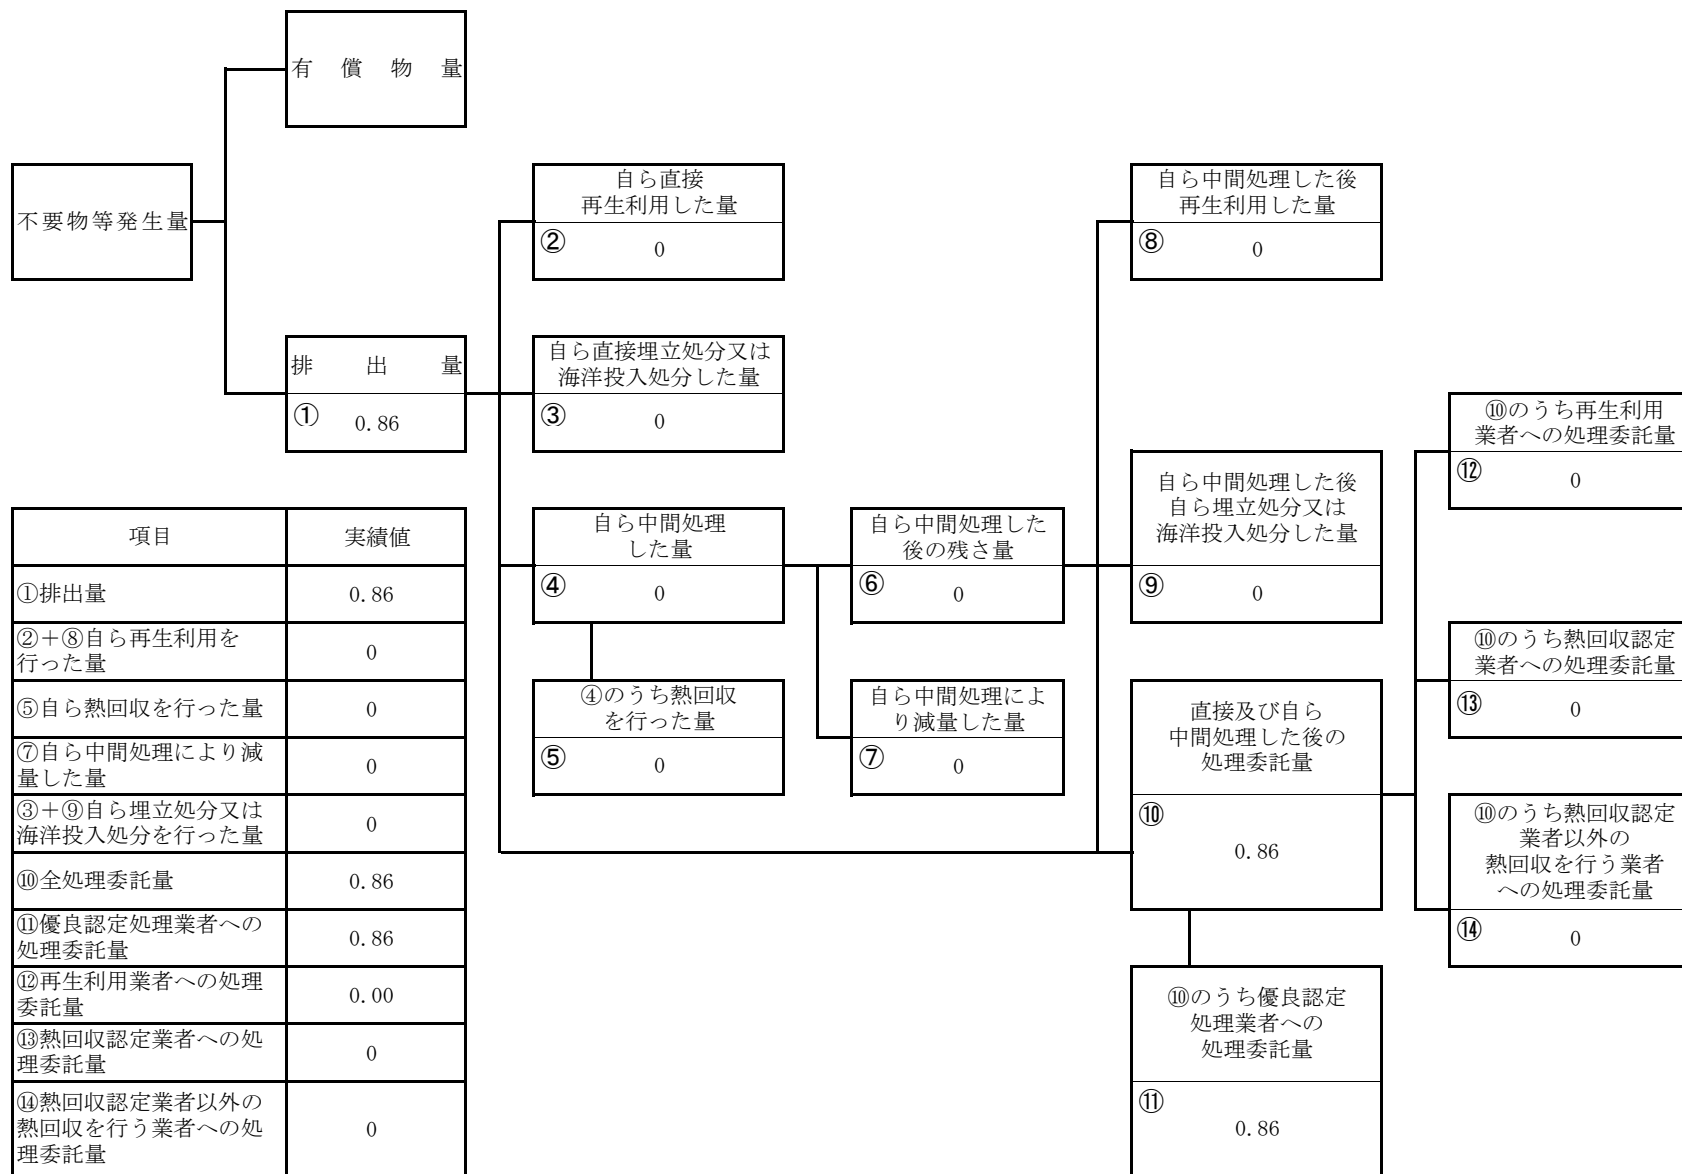 有償物量
不要物等発生量
排出量
① 0.86
自ら直接
再生利用した量
② 0
自ら直接埋立処分又は
海洋投入処分した量
③ 0
自ら中間処理
した量
④ 0
④のうち熱回収
を行った量
⑤ 0
自ら中間処理した
後の残さ量
⑥ 0
自ら中間処理によ
り減量した量
⑦ 0
自ら中間処理した後
再生利用した量
⑧ 0
自ら中間処理した後
自ら埋立処分又は
海洋投入処分した量
⑨ 0
直接及び自ら
中間処理した後の
処理委託量
⑩
0.86
⑩のうち優良認定
処理業者への
処理委託量
⑪
0.86
⑩のうち再生利用
業者への処理委託量
⑫ 0
⑩のうち熱回収認定
業者への処理委託量
⑬ 0
⑩のうち熱回収認定
業者以外の
熱回収を行う業者
への処理委託量
⑭ 0
項目 実績値
①排出量 0.86
②+⑧自ら再生利用を
行った量 0
⑤自ら熱回収を行った量 0
⑦自ら中間処理により減
量した量 0
③+⑨自ら埋立処分又は
海洋投入処分を行った量 0
⑩全処理委託量 0.86
⑪優良認定処理業者への
処理委託量 0.86
⑫再生利用業者への処理
委託量 0.00
⑬熱回収認定業者への処
理委託量 0
⑭熱回収認定業者以外の
熱回収を行う業者への処 0
理委託量